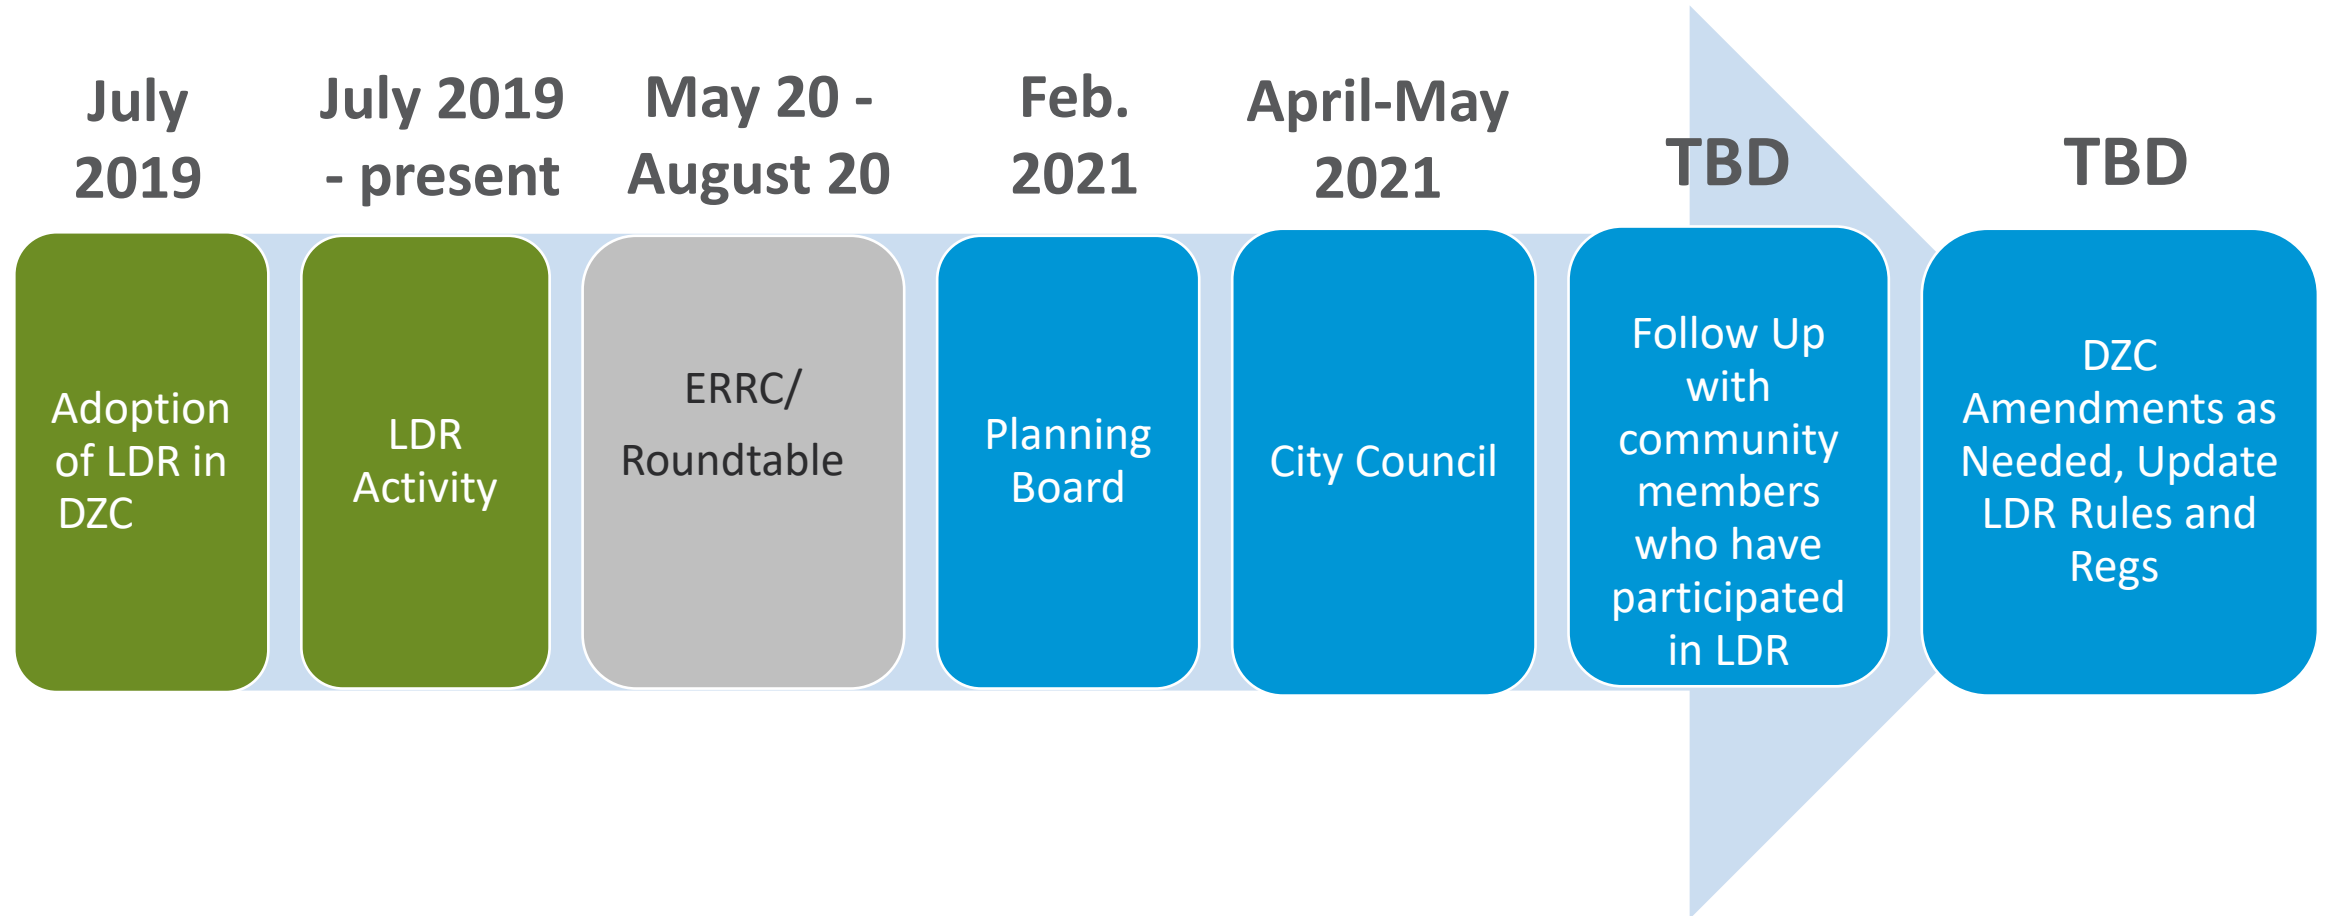 July
2019
July 2019
- present
May 20 -
August 20
Feb.
2021
April-May
2021
TBD
TBD
Adoption
of LDR in
DZC
LDR
Activity
ERRC/
Roundtable
Planning
Board
City Council
Follow Up
with
community
members
who have
participated
in LDR
DZC
Amendments as
Needed, Update
LDR Rules and
Regs